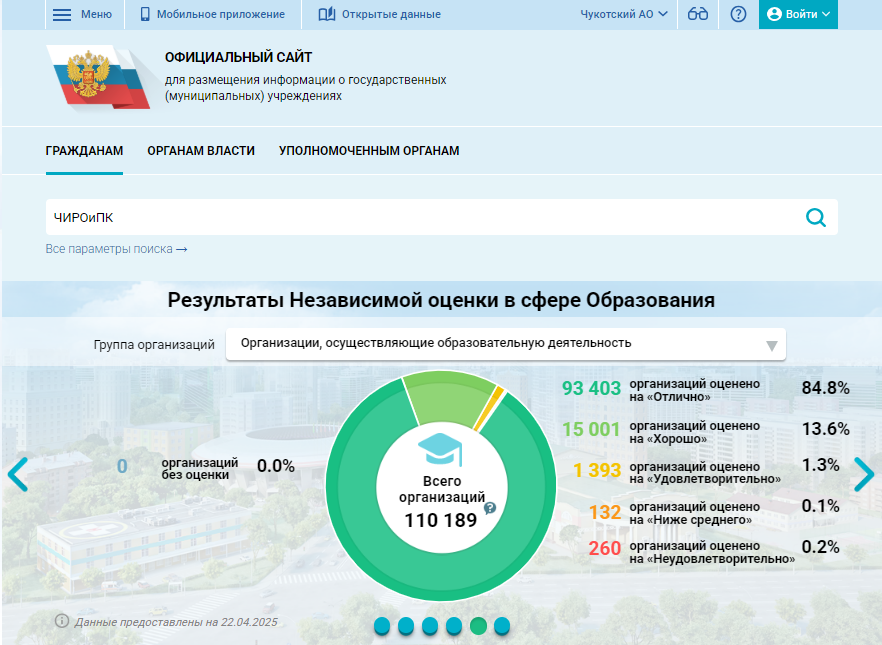 Меню
Мобильное приложение
Открытые данные
Чукотский АО
Войти
ОФИЦИАЛЬНЫЙ САЙТ
для размещения информации о государственных
(муниципальных) учреждениях
ГРАЖДАНАМ
ОРГАНАМ ВЛАСТИ
УПОЛНОМОЧЕННЫМ ОРГАНАМ
ЧИРОиПК
Все параметры поиска →
Результаты Независимой оценки в сфере Образования
Группа организаций
Организации, осуществляющие образовательную деятельность
0
организаций
без оценки
0.0%
Всего
организаций
110 189
93 403
организаций оценено
на «Отлично»
84.8%
15 001
организаций оценено
на «Хорошо»
13.6%
1 393
организаций оценено
на «Удовлетворительно»
1.3%
132
организаций оценено
на «Ниже среднего»
0.1%
260
организаций оценено
на «Неудовлетворительно»
0.2%
Данные предоставлены на 22.04.2025